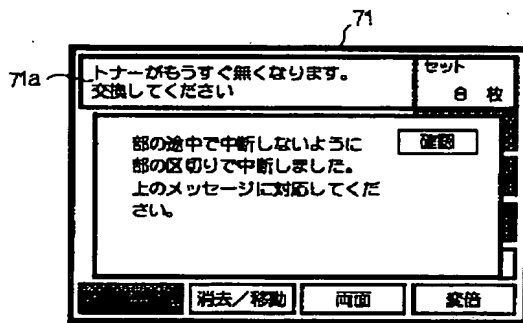 71
71a
トナーがもうすぐ無くなります。
交換してください
セット
8 枚
部の途中で中断しないように
部の区切りで中断しました。
上のメッセージに対応してくだ
さい。
確認
消去／移動
両面
変倍